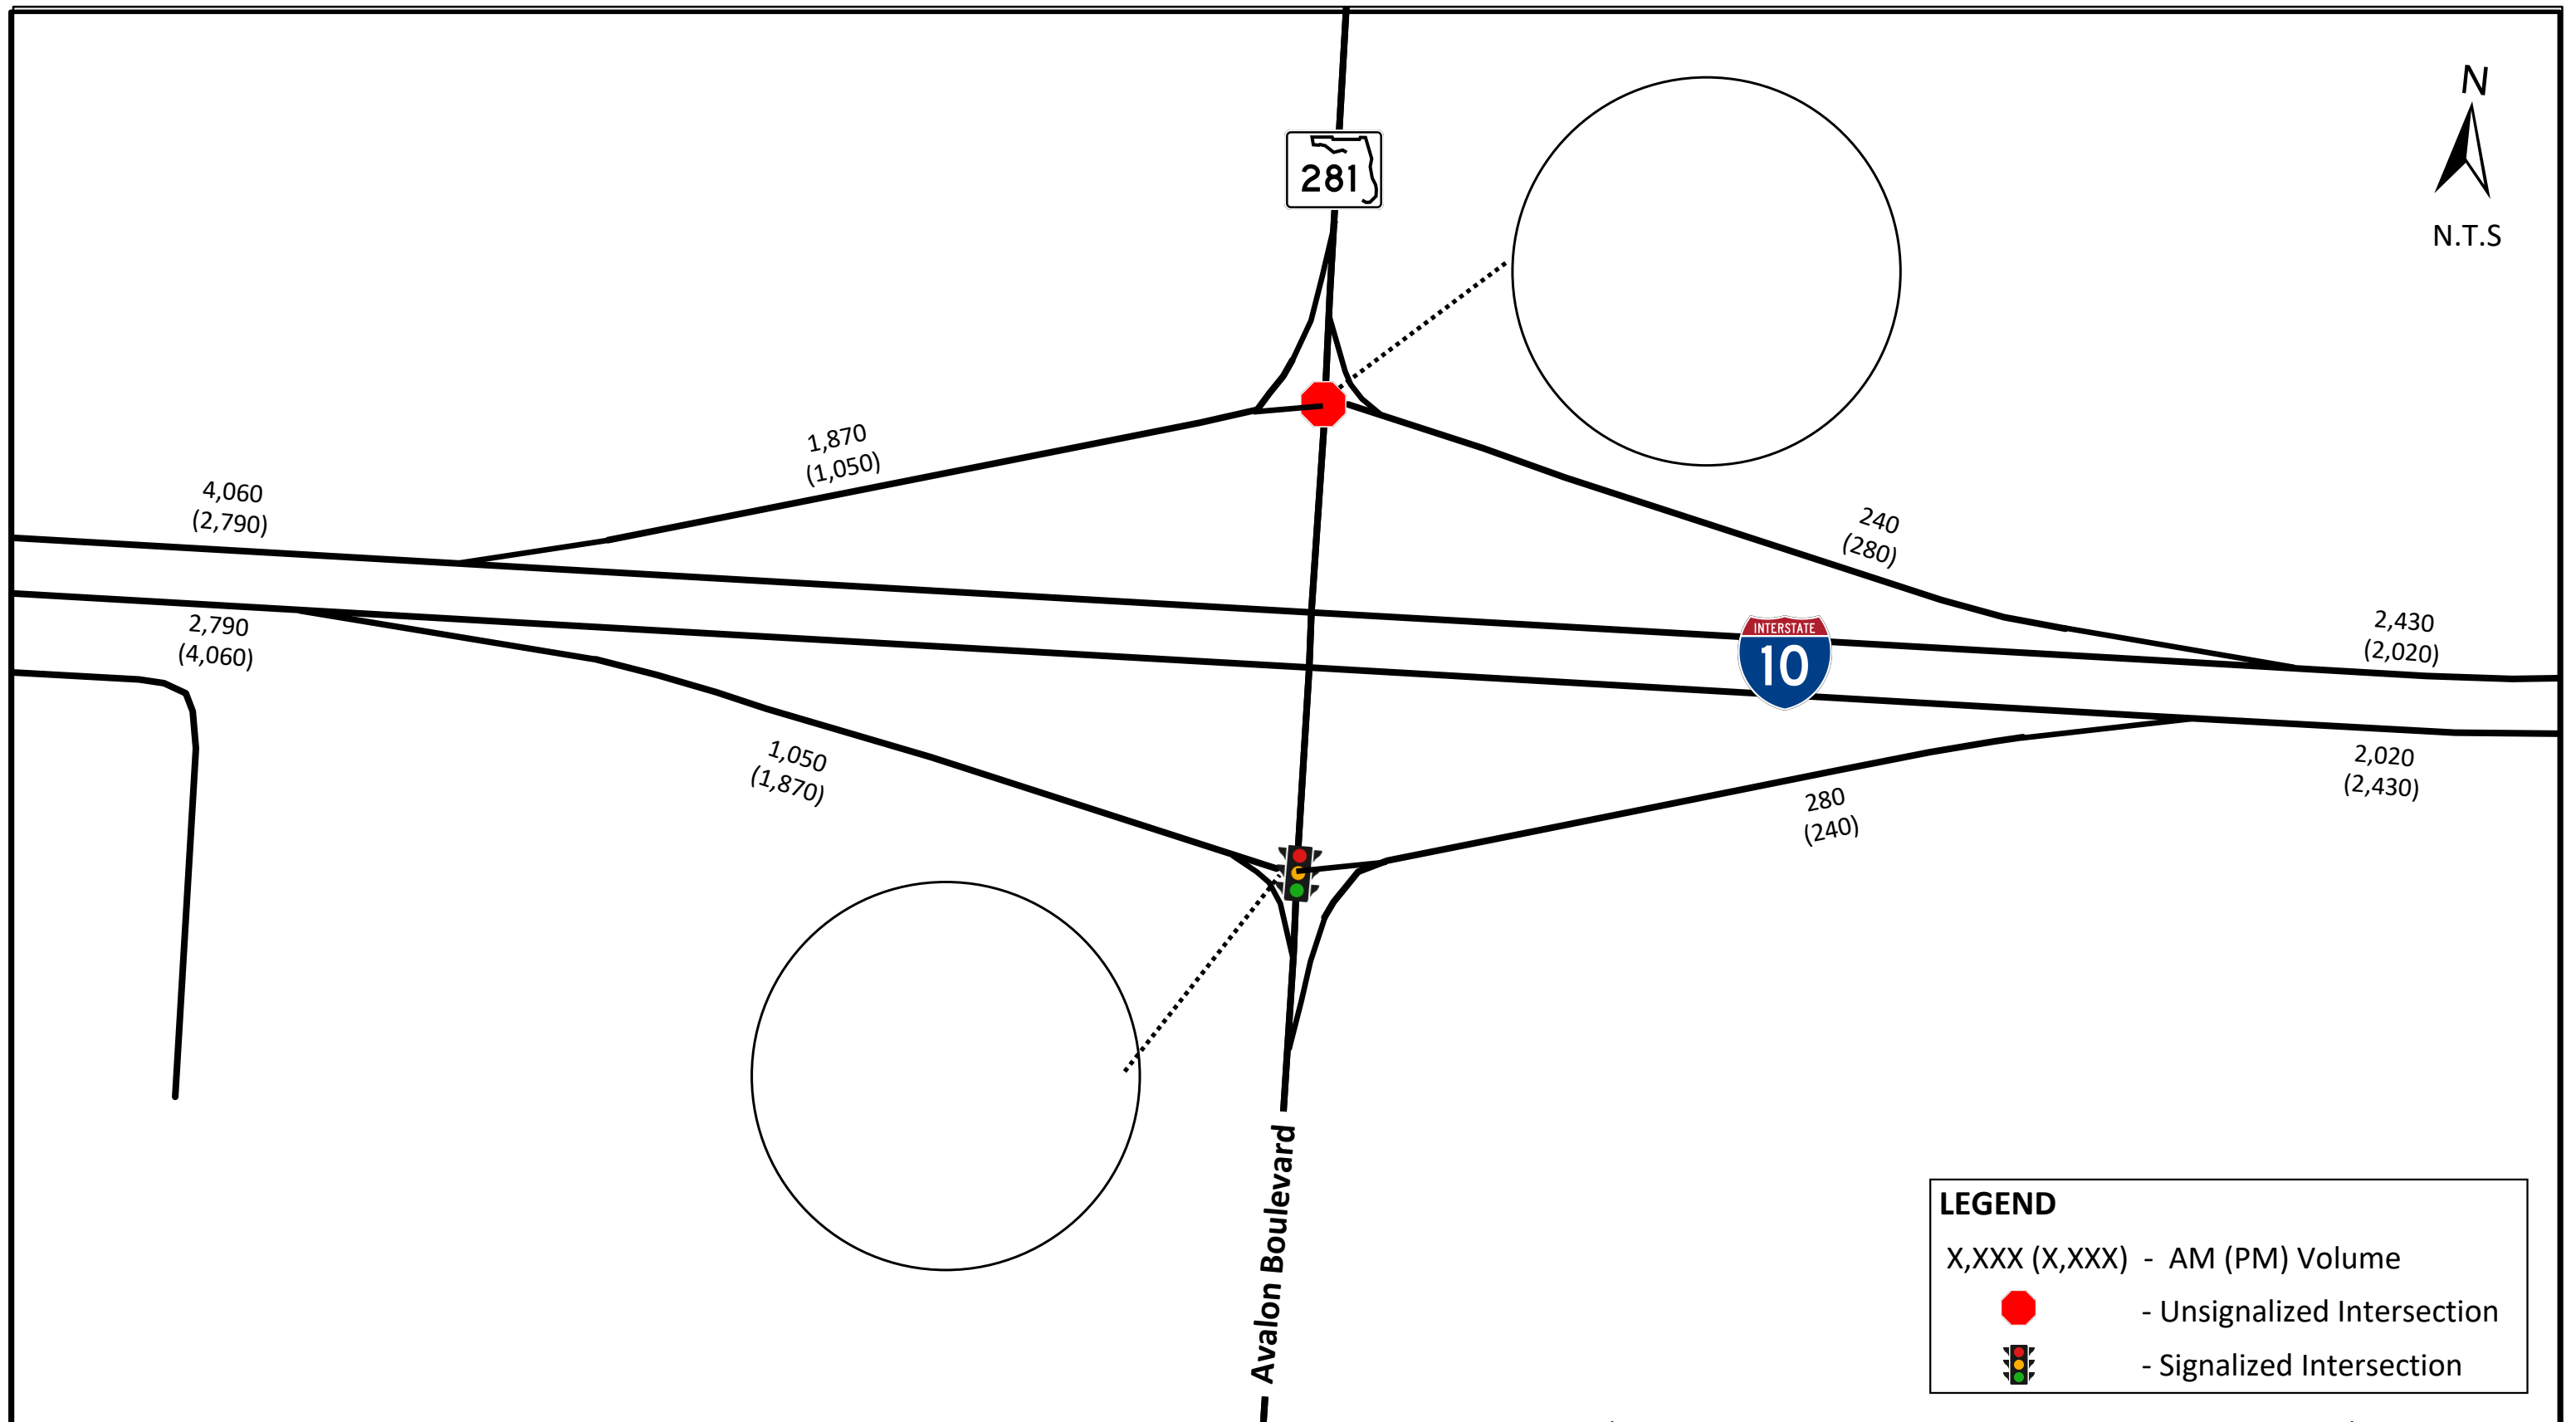 N
N.T.S
281
1,870
(1,050)
4,060
(2,790)
240
(280)
2,430
(2,020)
INTERSTATE
10
2,790
(4,060)
1,050
(1,870)
280
(240)
2,020
(2,430)
Avalon Boulevard
LEGEND
X,XXX (X,XXX) - AM (PM) Volume
- Unsignalized Intersection
- Signalized Intersection